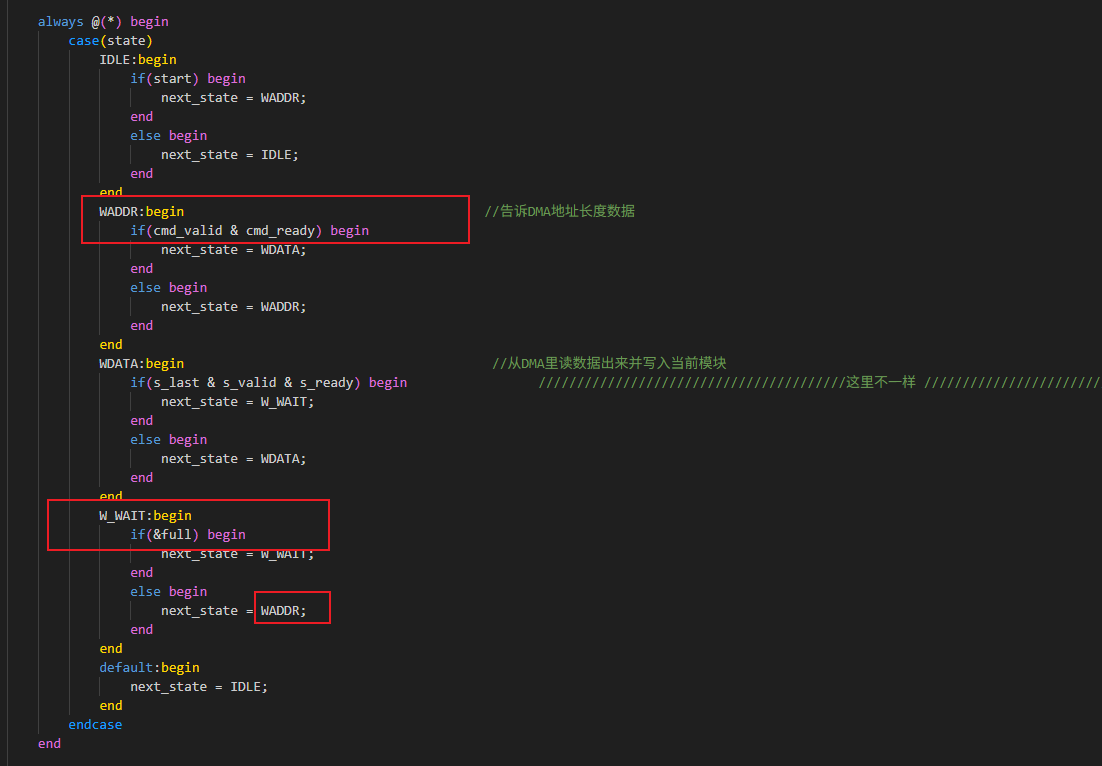 always @(*) begin
case(state)
IDLE:begin
if(start) begin
next_state = WADDR;
end
else begin
next_state = IDLE;
end
end
WADDR:begin //告诉DMA地址长度数据
if(cmd_valid & cmd_ready) begin
next_state = WDATA;
end
else begin
next_state = WADDR;
end
end
WDATA:begin //从DMA里读数据出来并写入当前模块
if(s_last & s_valid & s_ready) begin ////////////////////////////////////////这里不一样 ///////////////////////
next_state = W_WAIT;
end
else begin
next_state = WDATA;
end
end
W_WAIT:begin
if(&full) begin
next_state = W_WAIT;
end
else begin
next_state = WADDR;
end
end
default:begin
next_state = IDLE;
end
endcase
end